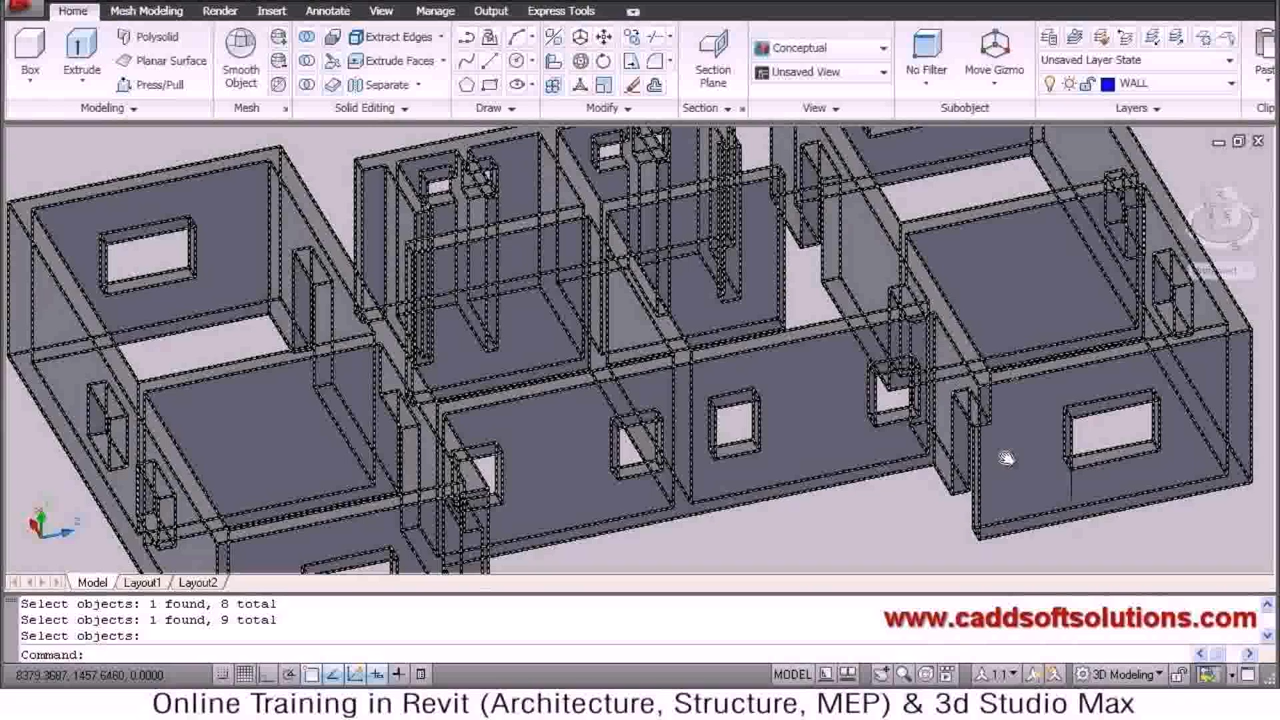 Home Mesh Modeling Render Insert Annotate View Manage Output Express Tools
Box
Extrude
Polysolid
Planar Surface
Press/Pull
Smooth Object
Extract Edges
Extrude Faces
Separate
Section Plane
Conceptual
Unsaved View
No Filter
Move Gizmo
Unsaved Layer State
WALL
Past
Modeling Mesh Solid Editing Draw Modify Section View Subobject Layers Clip
Model Layout1 Layout2
Select objects: 1 found, 8 total
Select objects: 1 found, 9 total
Select objects:
Command:
www.caddsoftsolutions.com
8379.3687, 1457.6460, 0.0000 MODEL 1:1 3D Modeling
Online Training in Revit (Architecture, Structure, MEP) & 3d Studio Max